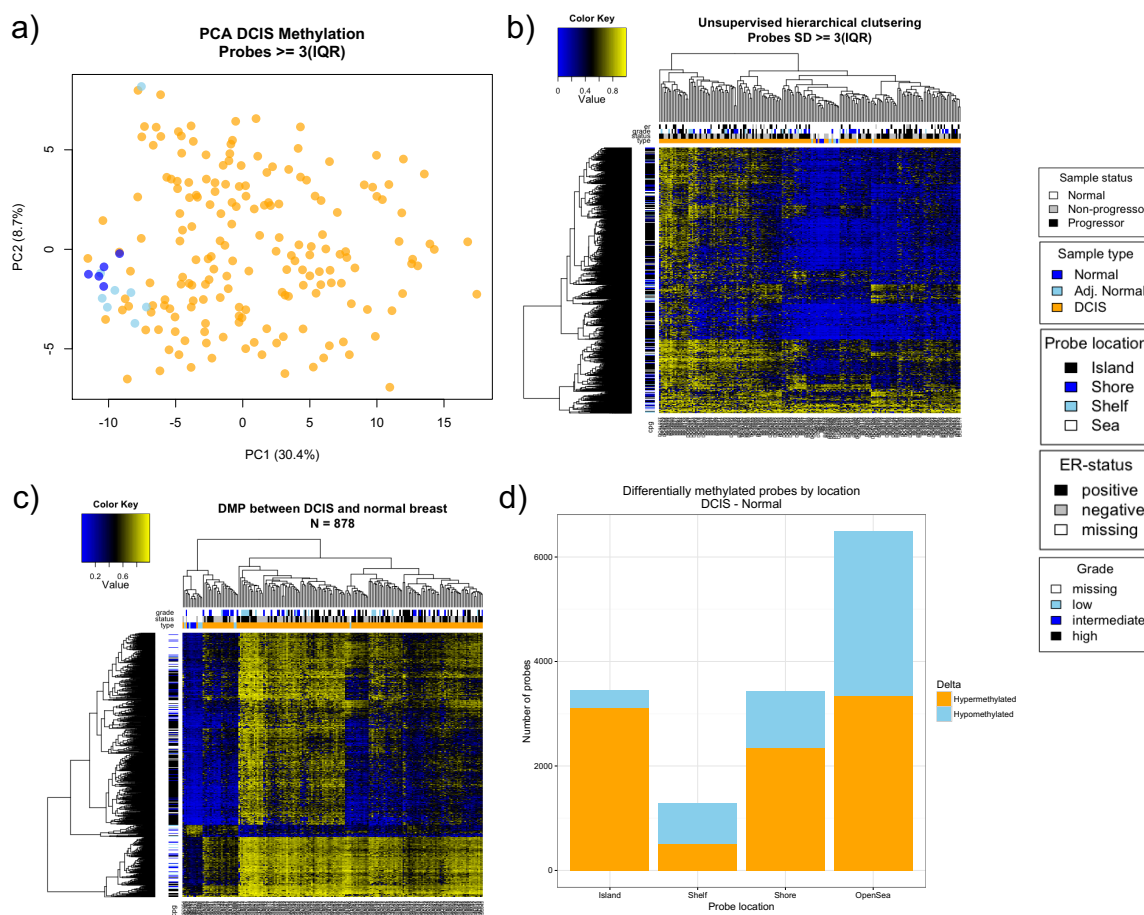 a)
PCA DCIS Methylation
Probes >= 3(IQR)
PC2 (8.7%)
5
0
-5
-10
-5
0
5
10
15
PC1 (30.4%)
b)
Color Key
0
0.4
0.8
Value
Unsupervised hierarchical clutsering
Probes SD >= 3(IQR)
er
grade
status
type
cpg
Sample status
Normal
Non-progressor
Progressor
Sample type
Normal
Adj. Normal
DCIS
Probe location
Island
Shore
Shelf
Sea
ER-status
positive
negative
missing
Grade
missing
low
intermediate
high
c)
Color Key
0.2
0.6
Value
DMP between DCIS and normal breast
N = 878
grade
status
type
cpg
d)
Differentially methylated probes by location
DCIS - Normal
Number of probes
6000
4000
2000
0
Island
Shelf
Shore
OpenSea
Probe location
Delta
Hypermethylated
Hypomethylated